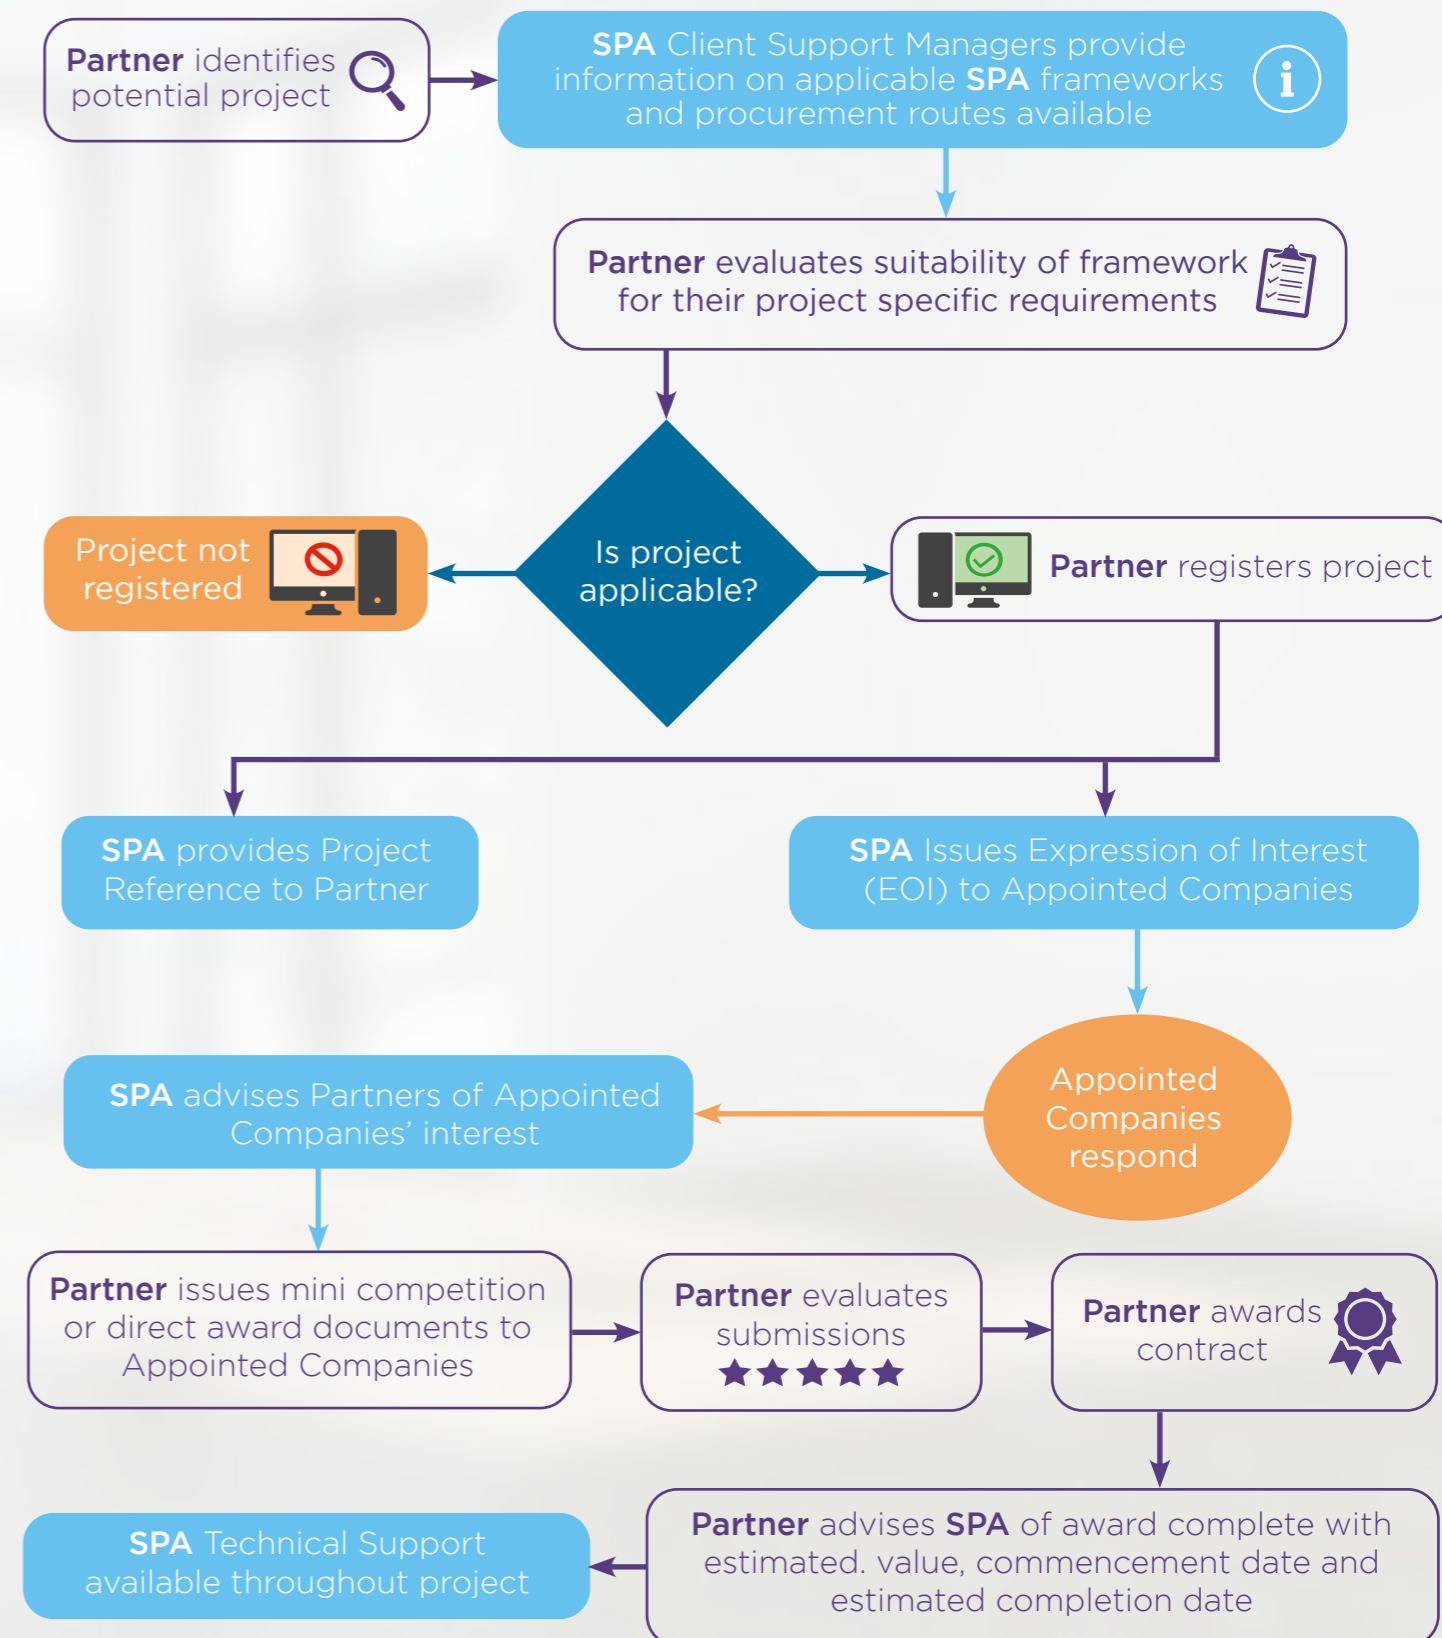 Partner identifies
potential project
SPA Client Support Managers provide
information on applicable SPA frameworks
and procurement routes available
Partner evaluates suitability of framework
for their project specific requirements
Is project
applicable?
Project not
registered
Partner registers project
SPA provides Project
Reference to Partner
SPA Issues Expression of Interest
(EOI) to Appointed Companies
Appointed
Companies
respond
SPA advises Partners of Appointed
Companies’ interest
Partner issues mini competition
or direct award documents to
Appointed Companies
Partner evaluates
submissions
Partner awards
contract
Partner advises SPA of award complete with
estimated. value, commencement date and
estimated completion date
SPA Technical Support
available throughout project